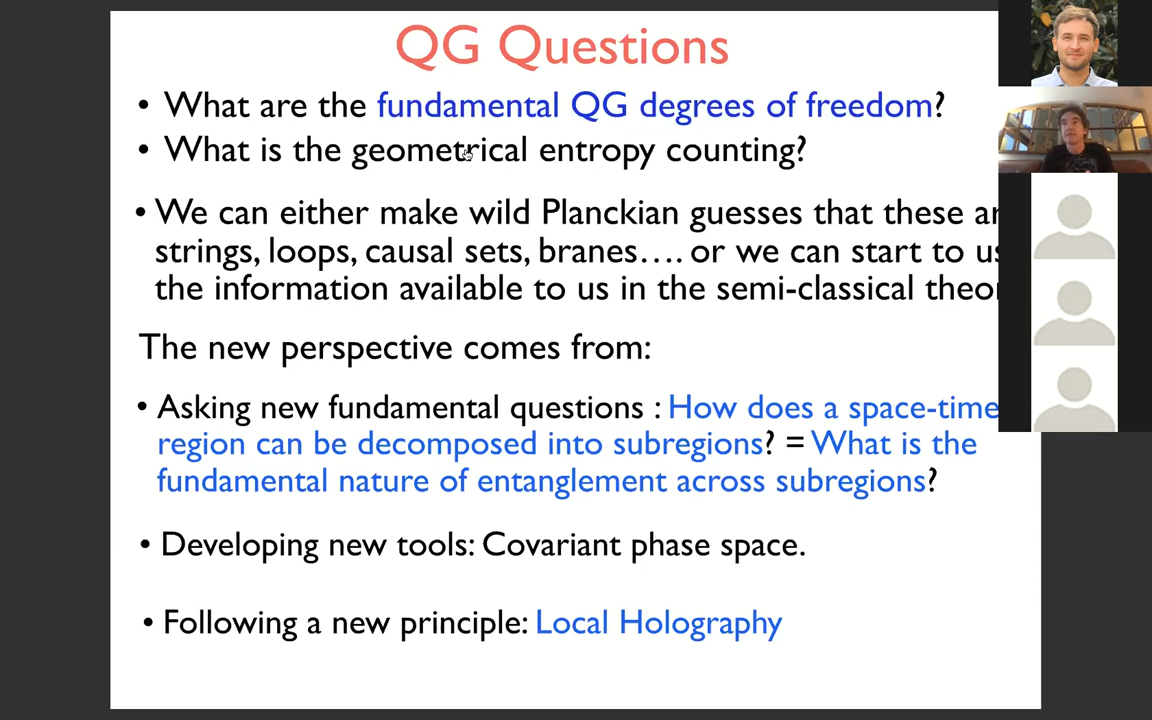 QG Questions
• What are the fundamental QG degrees of freedom?
• What is the geometrical entropy counting?
• We can either make wild Planckian guesses that these
strings, loops, causal sets, branes.... or we can start to
the information available to us in the semi-classical
The new perspective comes from:
• Asking new fundamental questions : How does a space-time
region can be decomposed into subregions? = What is the
fundamental nature of entanglement across subregions?
• Developing new tools: Covariant phase space.
• Following a new principle: Local Holography